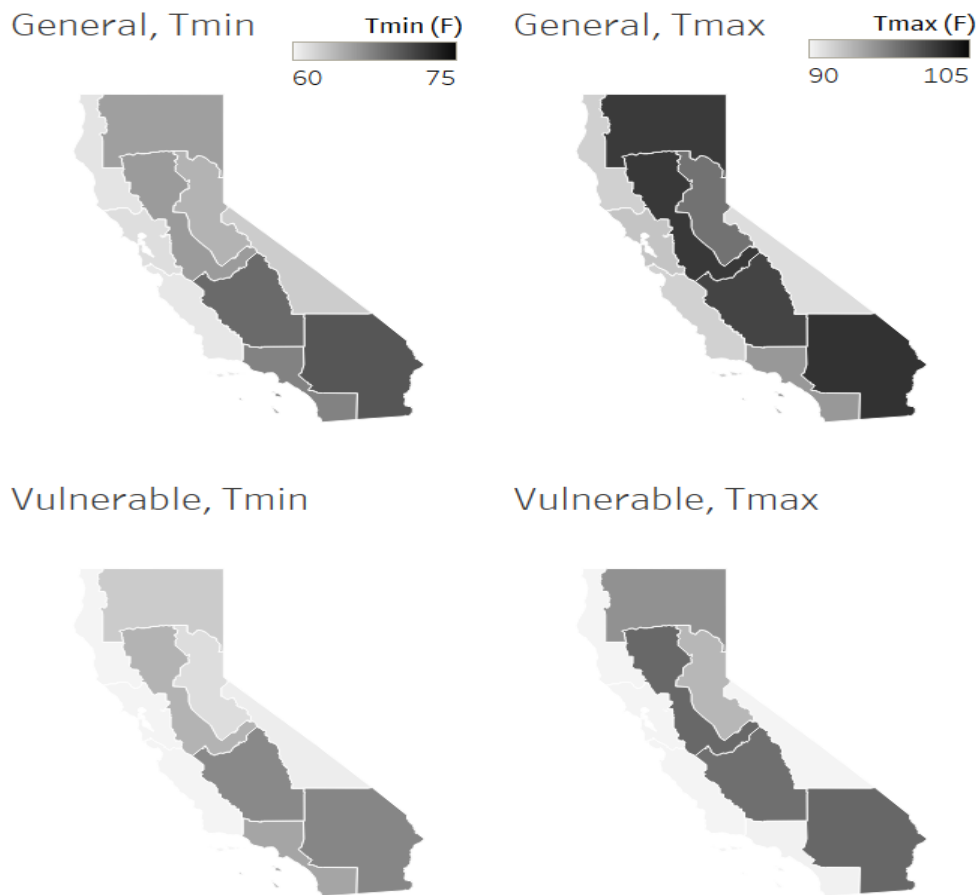 General, Tmin
Tmin (F)
60 75
General, Tmax
Tmax (F)
90 105
Vulnerable, Tmin
Vulnerable, Tmax